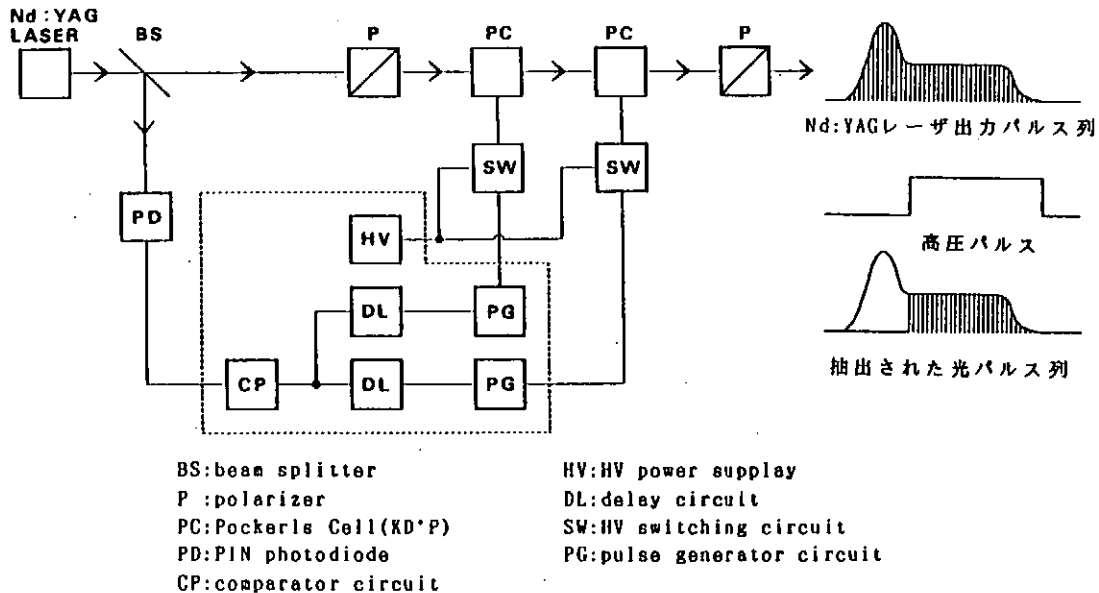 Nd:YAG
LASER
BS
P
PC
PC
P
Nd:YAGレーザ出力パルス列
SW
SW
PD
HV
高圧パルス
DL
PG
抽出された光パルス列
CP
DL
PG
BS:beam splitter
P :polarizer
PC:Pockerls Cell(KD*P)
PD:PIN photodiode
CP:comparator circuit
HV:HV power supplay
DL:delay circuit
SW:HV switching circuit
PG:pulse generator circuit